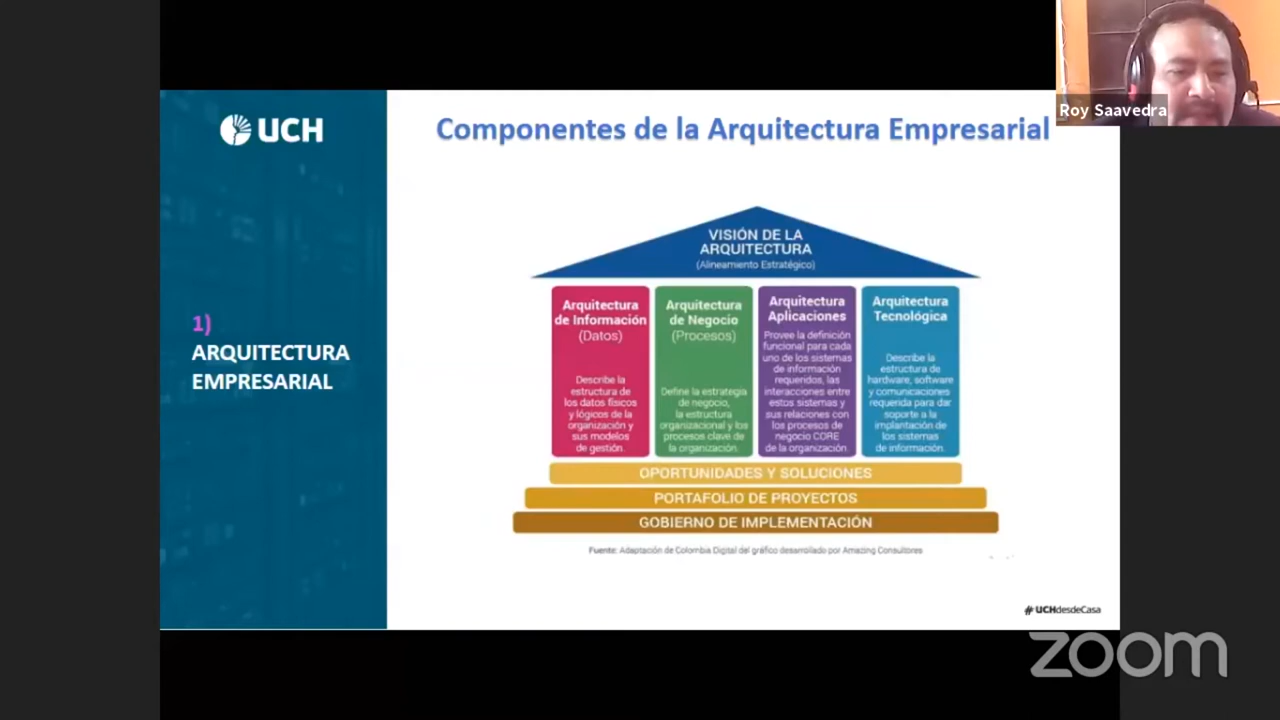 Roy Saavedra
UCH
Componentes de la Arquitectura Empresarial
1)
ARQUITECTURA
EMPRESARIAL
VISIÓN DE LA
ARQUITECTURA
(Alineamiento Estratégico)
Arquitectura
de Información
(Datos)
Describe la
estructura de
los datos físicos
y lógicos de la
organización y
sus modelos
de gestión.
Arquitectura
de Negocio
(Procesos)
Define la estrategia
de negocio,
la estructura
organizacional y los
procesos clave de
la organización.
Arquitectura
Aplicaciones
Provee la definición
funcional para cada
uno de los sistemas
de información
requeridos, las
interacciones entre
estos sistemas y
sus relaciones con
los procesos de
negocio CORE
de la organización.
Arquitectura
Tecnológica
Describe la
estructura de
hardware, software
y comunicaciones
requerida para dar
soporte a la
implantación de
los sistemas
de información.
OPORTUNIDADES Y SOLUCIONES
PORTAFOLIO DE PROYECTOS
GOBIERNO DE IMPLEMENTACIÓN
Fuente: Adaptación de Colombia Digital del gráfico desarrollado por Amazing Consultores
#UCHdesdeCasa
zoom